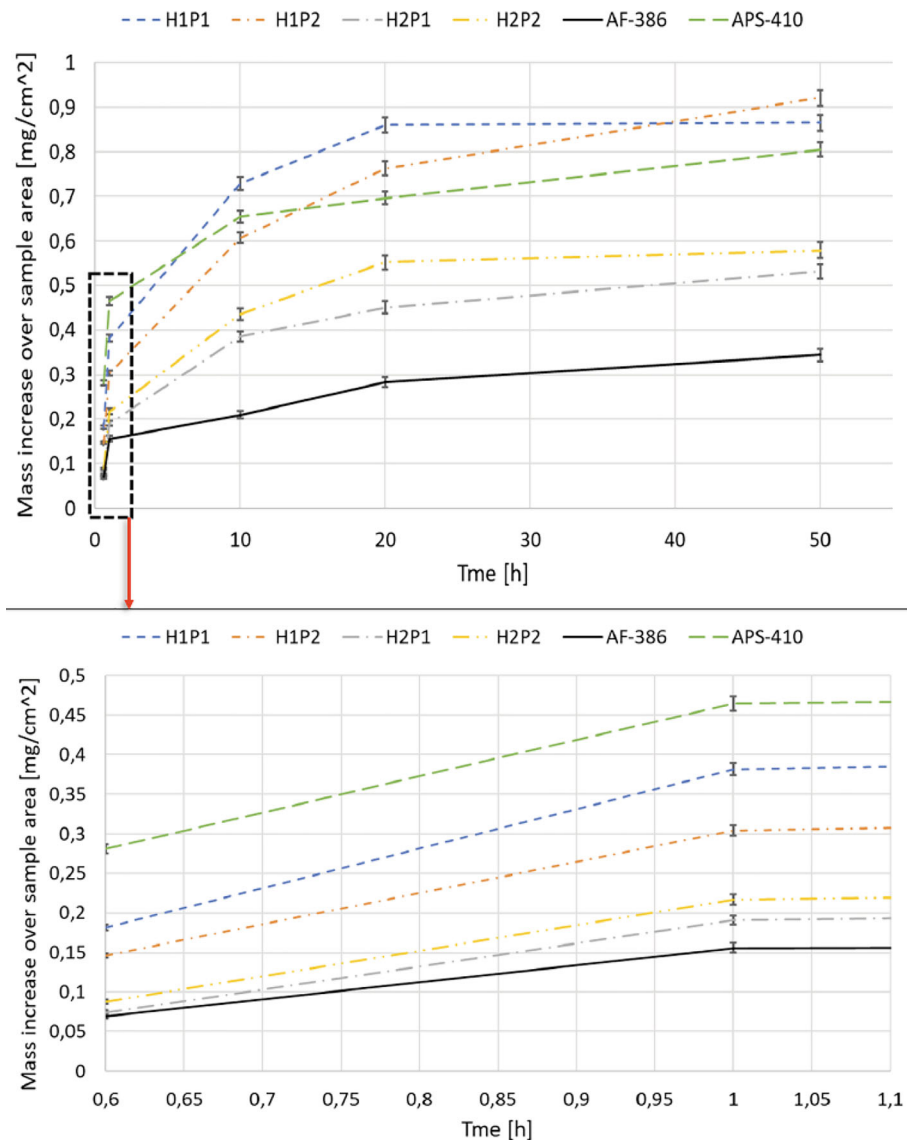 H1P1 H1P2 H2P1 H2P2 AF-386 APS-410
Mass increase over sample area [mg/cm^2]
1
0,9
0,8
0,7
0,6
0,5
0,4
0,3
0,2
0,1
0
0 10 20 30 40 50
Tme [h]
H1P1 H1P2 H2P1 H2P2 AF-386 APS-410
Mass increase over sample area [mg/cm^2]
0,5
0,45
0,4
0,35
0,3
0,25
0,2
0,15
0,1
0,05
0
0,6 0,65 0,7 0,75 0,8 0,85 0,9 0,95 1 1,05 1,1
Tme [h]